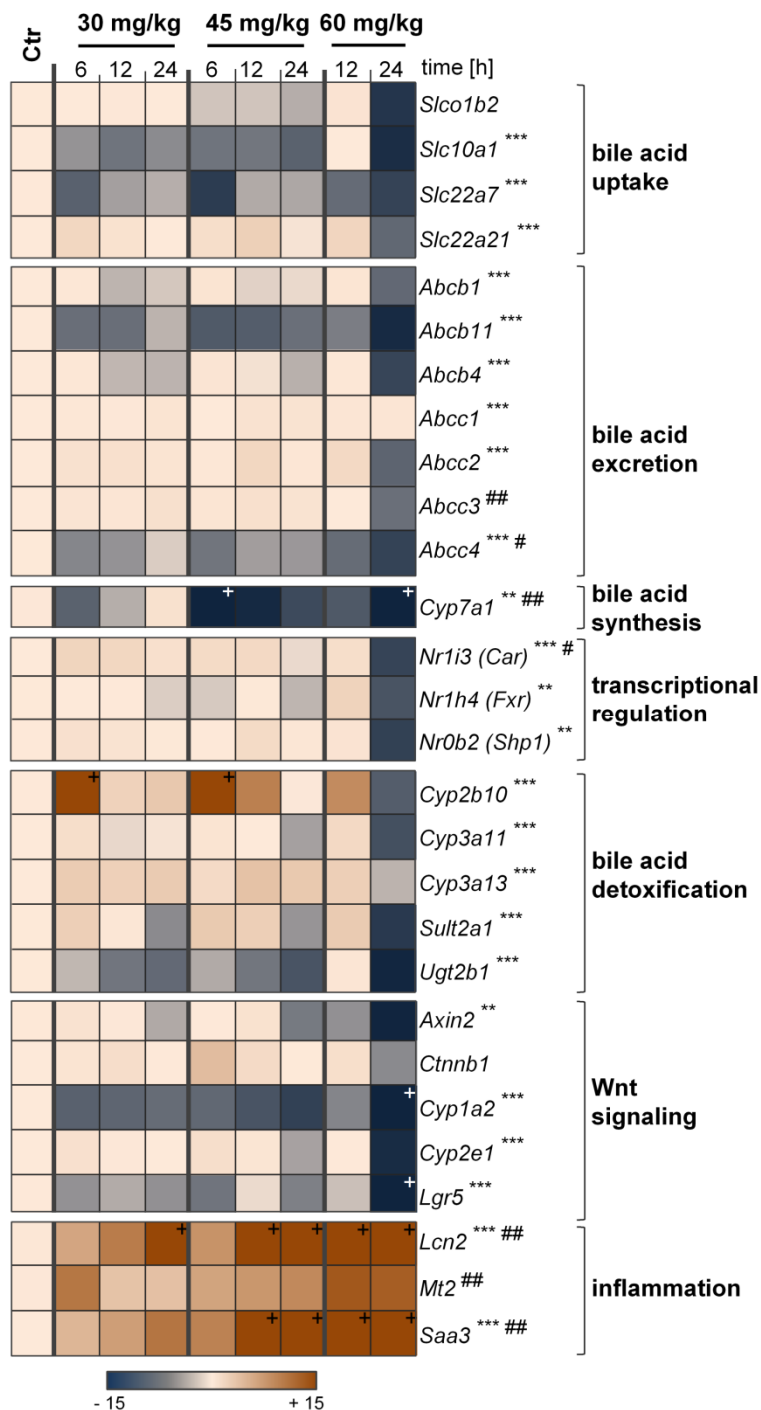 Ctr
30 mg/kg 45 mg/kg 60 mg/kg
6 12 24 6 12 24 12 24 time [h]
Slco1b2
Slc10a1 ***
Slc22a7 ***
Slc22a21 ***
bile acid
uptake
Abcb1 ***
Abcb11 ***
Abcb4 ***
Abcc1 ***
Abcc2 ***
Abcc3 ##
Abcc4 *** #
bile acid
excretion
+ +
Cyp7a1 ** ##
bile acid
synthesis
Nr1i3 (Car) *** #
Nr1h4 (Fxr) **
Nr0b2 (Shp1) **
transcriptional
regulation
+ +
Cyp2b10 ***
Cyp3a11 ***
Cyp3a13 ***
Sult2a1 ***
Ugt2b1 ***
bile acid
detoxification
Axin2 **
Ctnnb1
+
Cyp1a2 ***
Cyp2e1 ***
+
Lgr5 ***
Wnt
signaling
+ + + + +
Lcn2 *** ##
Mt2 ##
+ + + +
Saa3 *** ##
inflammation
- 15 + 15